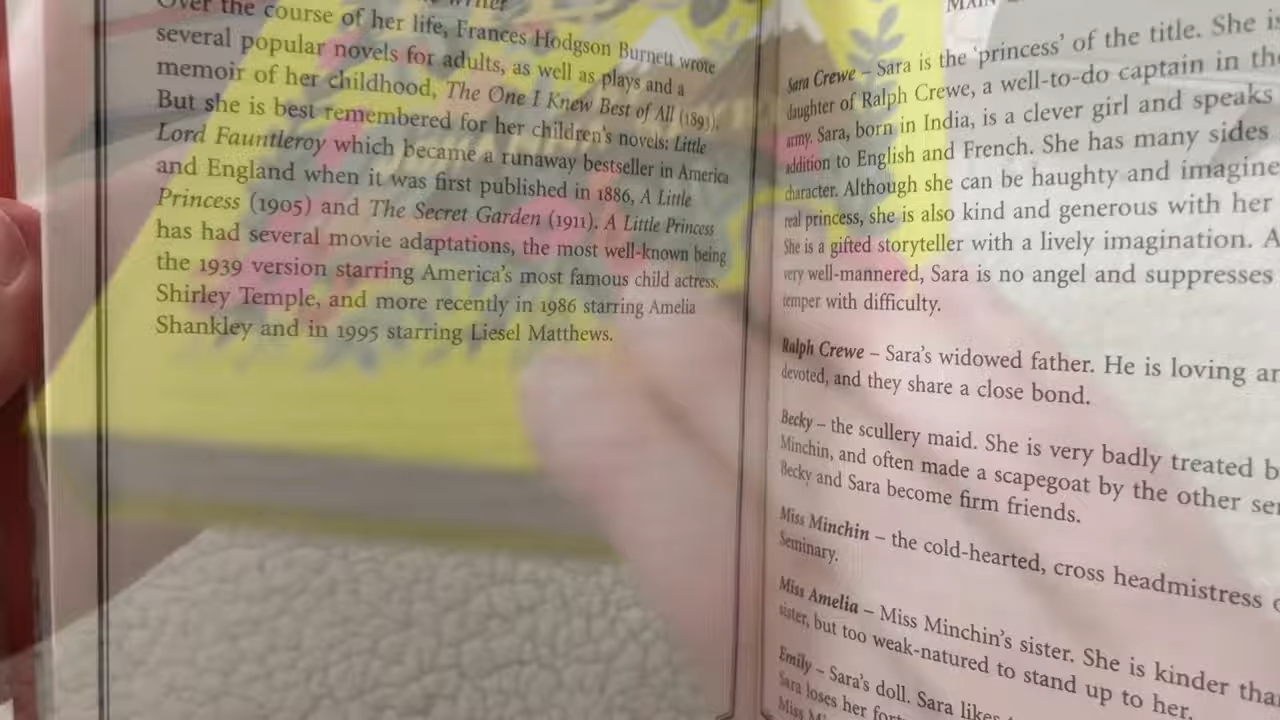 writer
Over the course of her life, Frances Hodgson Burnett wrote
several popular novels for adults, as well as plays and a
memoir of her childhood, The One I Knew Best of All (1893).
But she is best remembered for her children's novels: Little
Lord Fauntleroy which became a runaway bestseller in America
and England when it was first published in 1886, A Little
Princess (1905) and The Secret Garden (1911). A Little Princess
has had several movie adaptations, the most well-known being
the 1939 version starring America's most famous child actress,
Shirley Temple, and more recently in 1986 starring Amelia
Shankley and in 1995 starring Liesel Matthews.
MAIN
Sara Crewe – Sara is the 'princess' of the title. She is
daughter of Ralph Crewe, a well-to-do captain in the
army. Sara, born in India, is a clever girl and speaks
addition to English and French. She has many sides
character. Although she can be haughty and imagine
real princess, she is also kind and generous with her
She is a gifted storyteller with a lively imagination. A
very well-mannered, Sara is no angel and suppresses
temper with difficulty.
Ralph Crewe – Sara's widowed father. He is loving an
devoted, and they share a close bond.
Becky – the scullery maid. She is very badly treated b
Minchin, and often made a scapegoat by the other ser
Becky and Sara become firm friends.
Miss Minchin – the cold-hearted, cross headmistress o
Seminary.
Miss Amelia – Miss Minchin's sister. She is kinder tha
sister, but too weak-natured to stand up to her.
Emily – Sara's doll. Sara likes
Sara loses her fort
Miss Mi